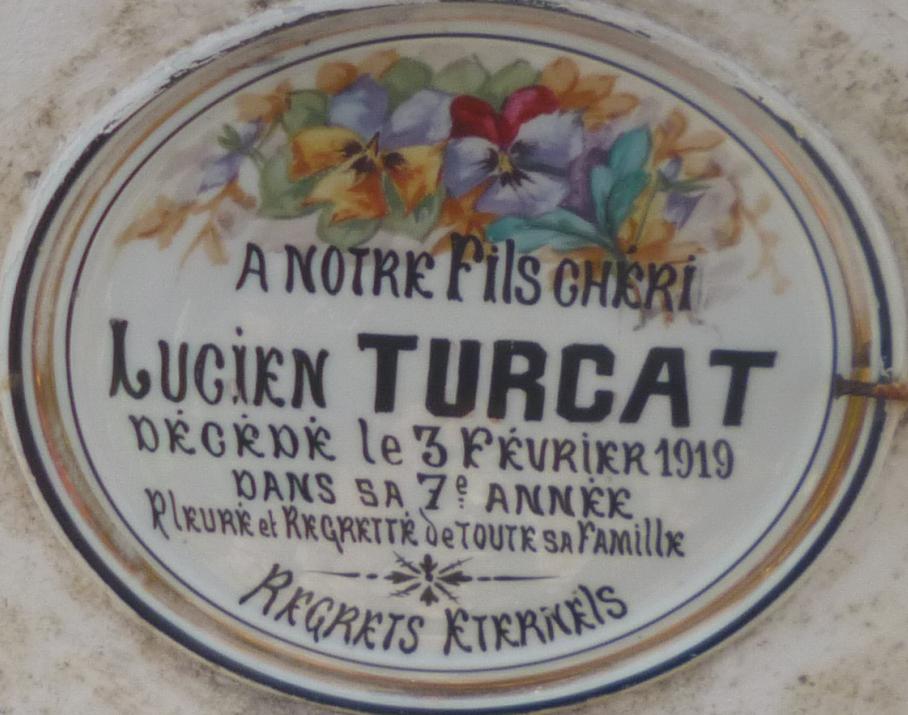 A NOTRE Fils CHÉRI
LUCIEN TURCAT
DÉCÉDÉ le 3 FÉVRIER 1919
DANS SA 7e ANNÉE
PlEURÉ et REGRETTÉ de TOUTE SA FAMIllE
REGRETS ETERNEls